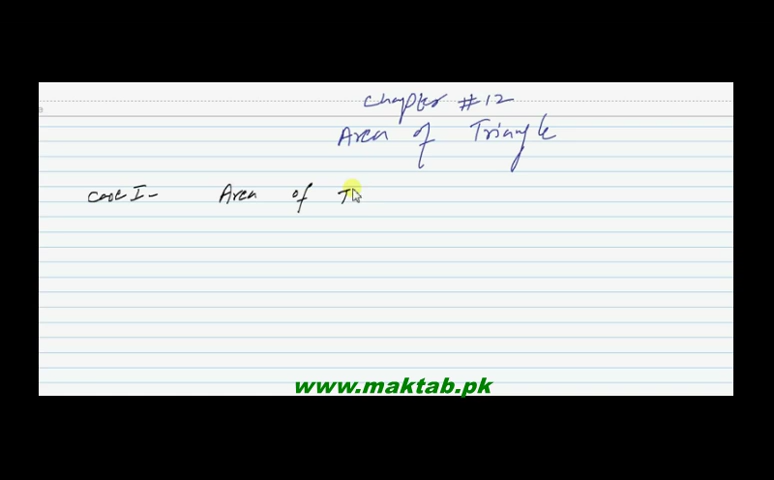 Chapter #12
Area of Triangle
Case I- Area of T
www.maktab.pk